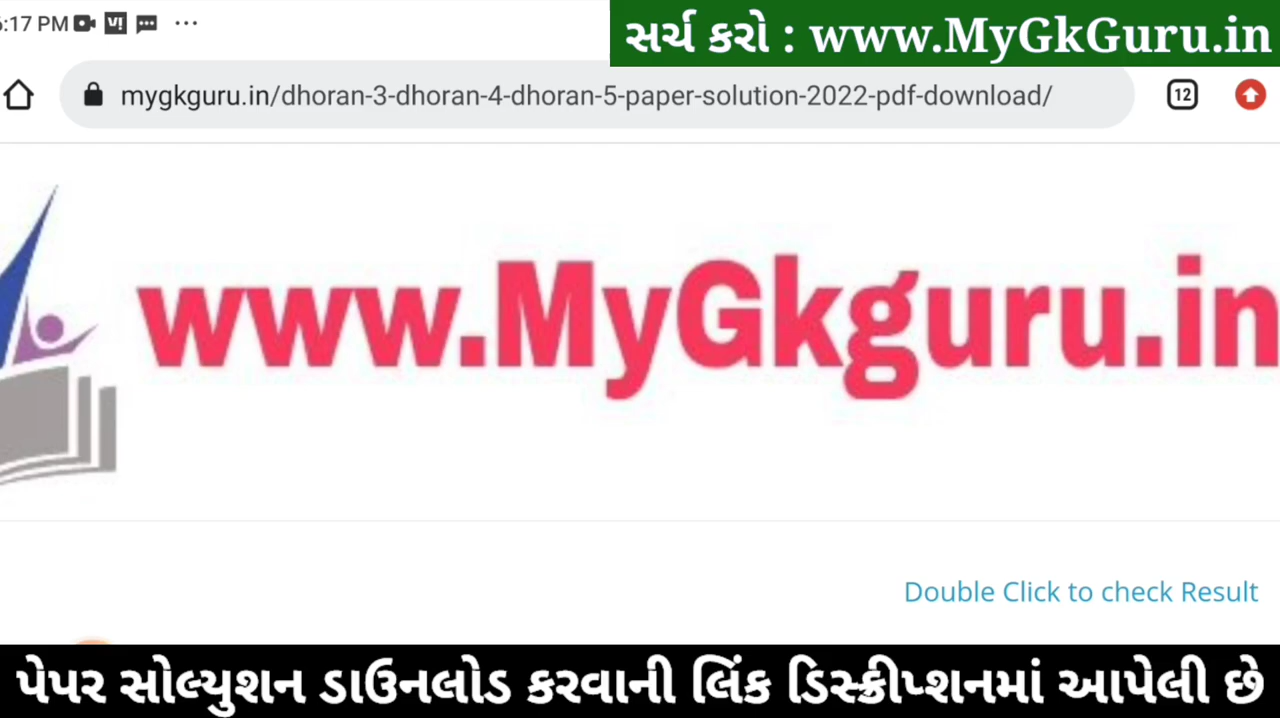 6:17 PM
સર્ચ કરો : www.MyGkGuru.in
mygkguru.in/dhoran-3-dhoran-4-dhoran-5-paper-solution-2022-pdf-download/
12
www.MyGkguru.in
Double Click to check Result
પેપર સોલ્યુશન ડાઉનલોડ કરવાની લિંક ડિસ્ક્રીપ્શનમાં આપેલી છે